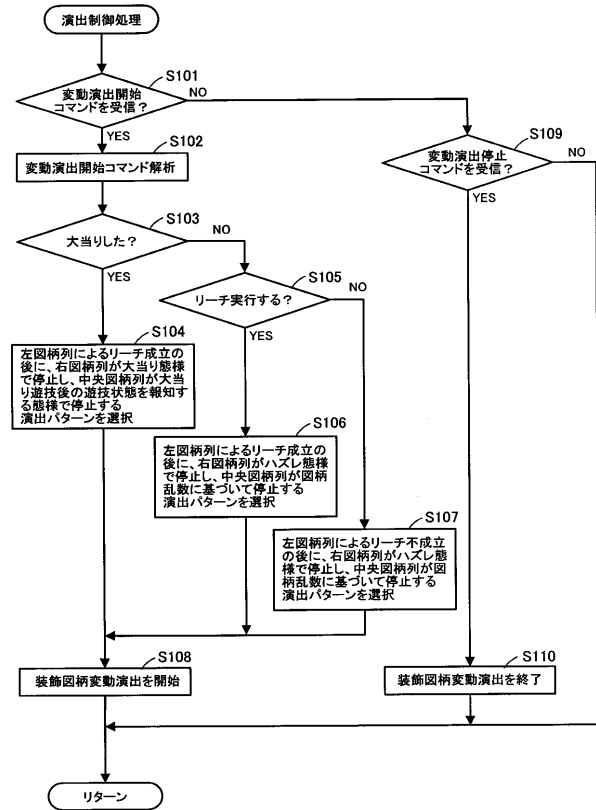 演出制御処理
S101
変動演出開始
コマンドを受信？
NO
YES
S102
変動演出開始コマンド解析
S109
変動演出停止
コマンドを受信？
NO
YES
S103
大当りした？
NO
YES
S105
リーチ実行する？
NO
YES
S104
左図柄列によるリーチ成立の
後に、右図柄列が大当り態様
で停止し、中央図柄列が大当
り遊技後の遊技状態を報知す
る態様で停止する
演出パターンを選択
S106
左図柄列によるリーチ成立の
後に、右図柄列がハズレ態様
で停止し、中央図柄列が図柄
乱数に基づいて停止する
演出パターンを選択
S107
左図柄列によるリーチ不成立
の後に、右図柄列がハズレ態
様で停止し、中央図柄列が図
柄乱数に基づいて停止する
演出パターンを選択
S108
装飾図柄変動演出を開始
S110
装飾図柄変動演出を終了
リターン